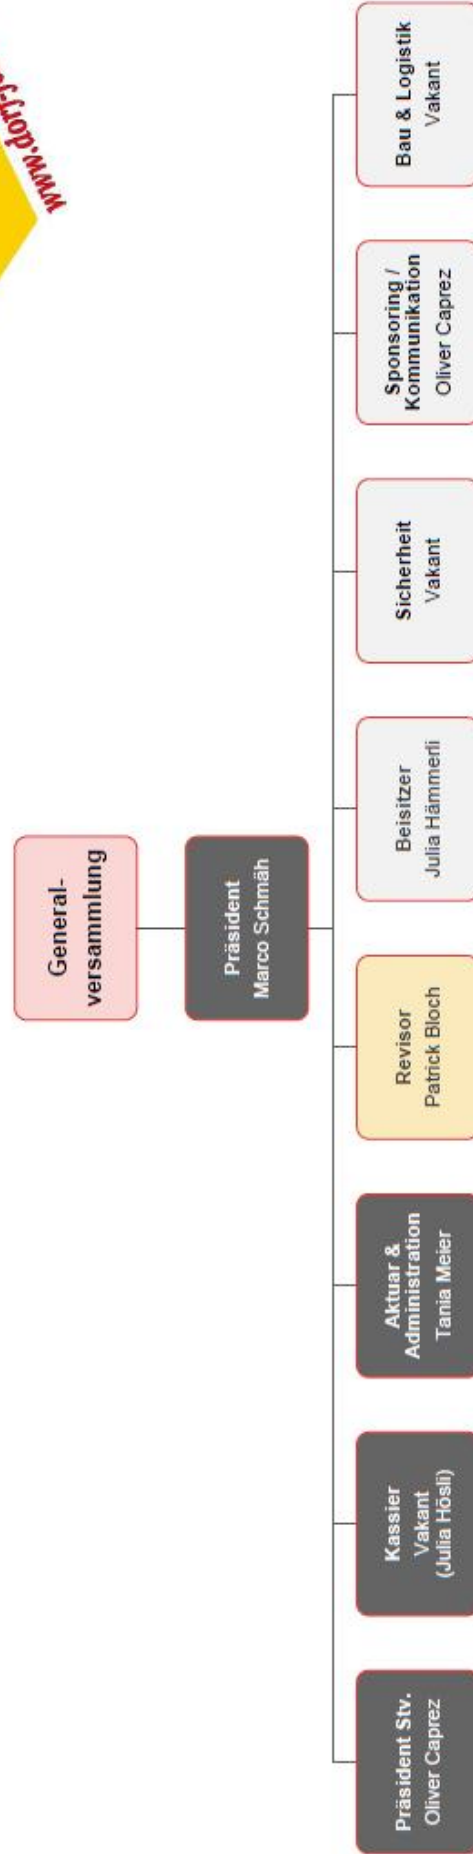 General-
versammlung
Präsident
Marco Schmäh
Präsident Stv.
Oliver Caprez
Kassier
Vakant
(Julia Hösli)
Aktuar &
Administration
Tania Meier
Revisor
Patrick Bloch
Beisitzer
Julia Hämmerli
Sicherheit
Vakant
Sponsoring /
Kommunikation
Oliver Caprez
Bau & Logistik
Vakant